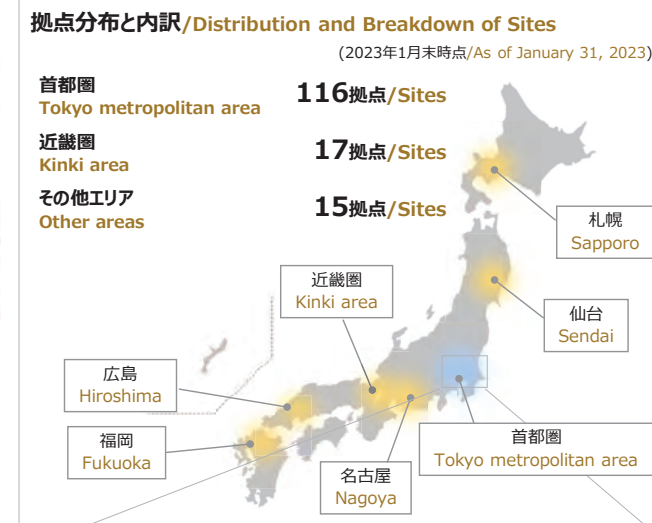 拠点分布と内訳/Distribution and Breakdown of Sites
(2023年1月末時点/As of January 31, 2023)
首都圏
Tokyo metropolitan area
116拠点/Sites
近畿圏
Kinki area
17拠点/Sites
その他エリア
Other areas
15拠点/Sites
札幌
Sapporo
近畿圏
Kinki area
仙台
Sendai
広島
Hiroshima
福岡
Fukuoka
首都圏
Tokyo metropolitan area
名古屋
Nagoya